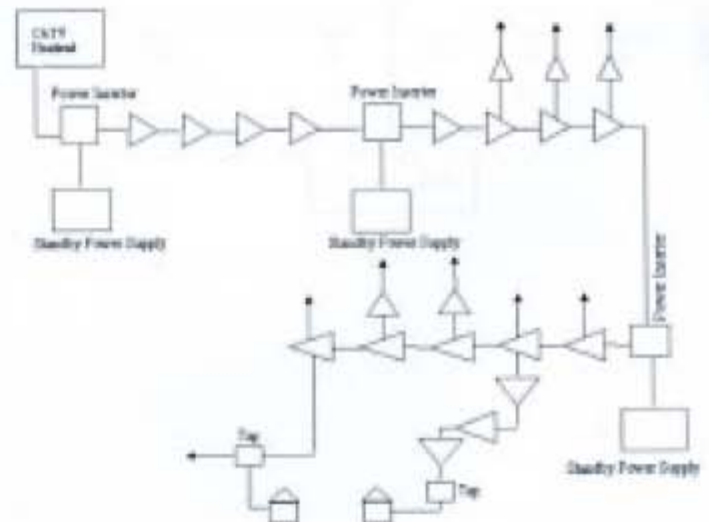 CATV
Headend
Power Inserter
Power Inserter
Standby Power Supply
Standby Power Supply
Power Inserter
Standby Power Supply
Tap
Tap